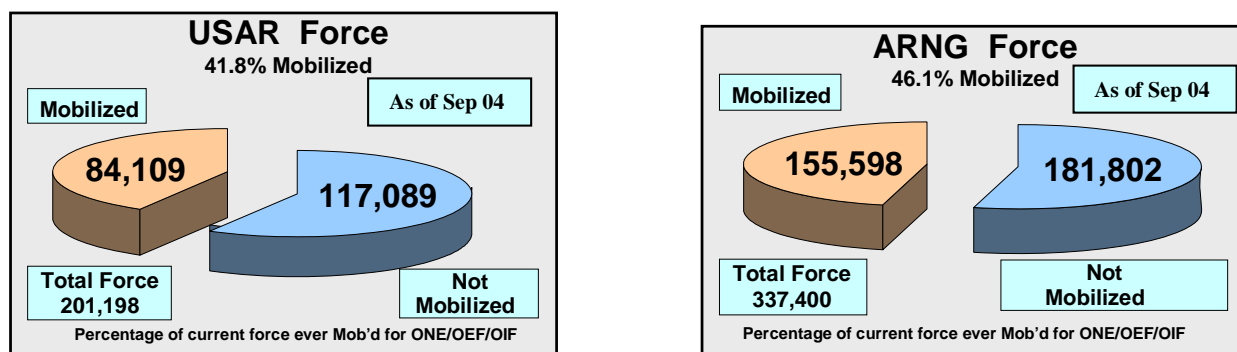 USAR Force
41.8% Mobilized
Mobilized
As of Sep 04
84,109
117,089
Total Force
201,198
Not
Mobilized
Percentage of current force ever Mob'd for ONE/OEF/OIF
ARNG Force
46.1% Mobilized
Mobilized
As of Sep 04
155,598
181,802
Total Force
337,400
Not
Mobilized
Percentage of current force ever Mob'd for ONE/OEF/OIF